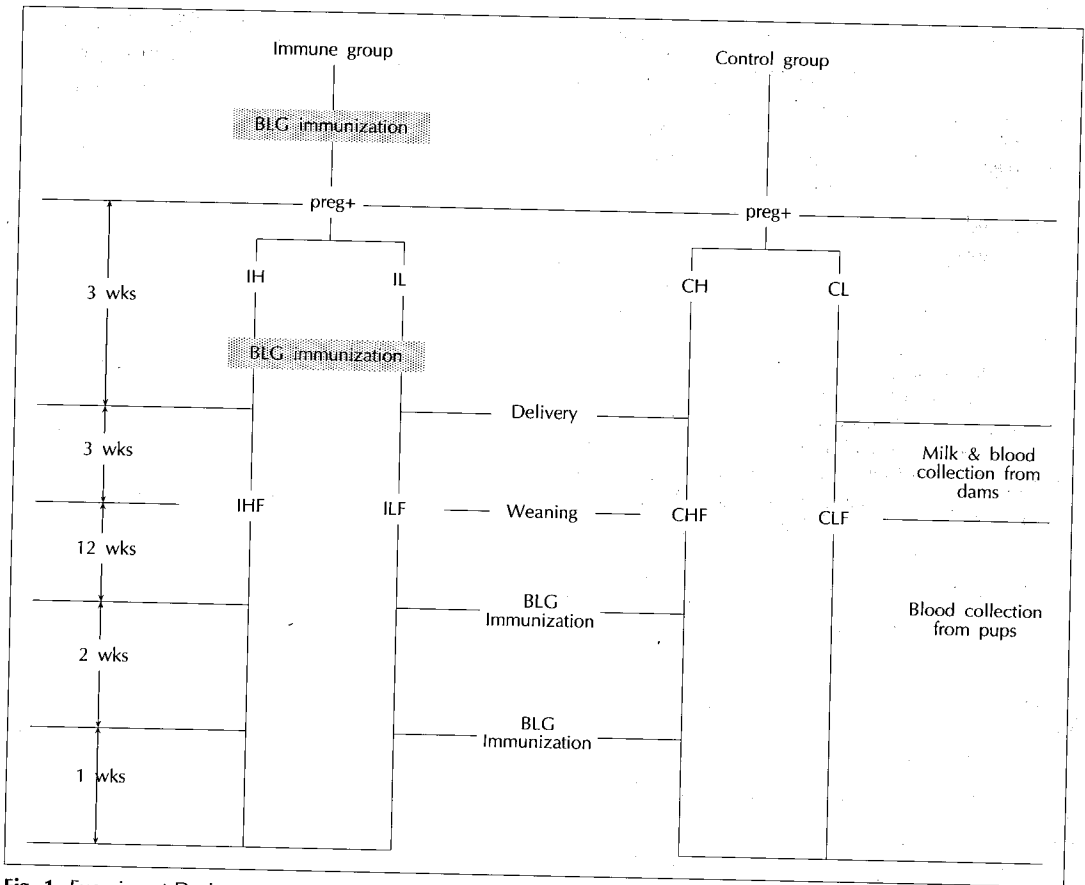 Immune group
Control group
BLG immunization
preg+
preg+
IH
IL
CH
CL
3 wks
BLG immunization
Delivery
3 wks
Milk & blood
collection from
dams
IHF
ILF
Weaning
CHF
CLF
12 wks
BLG
Immunization
Blood collection
from pups
2 wks
BLG
Immunization
1 wks
Fig. 1.